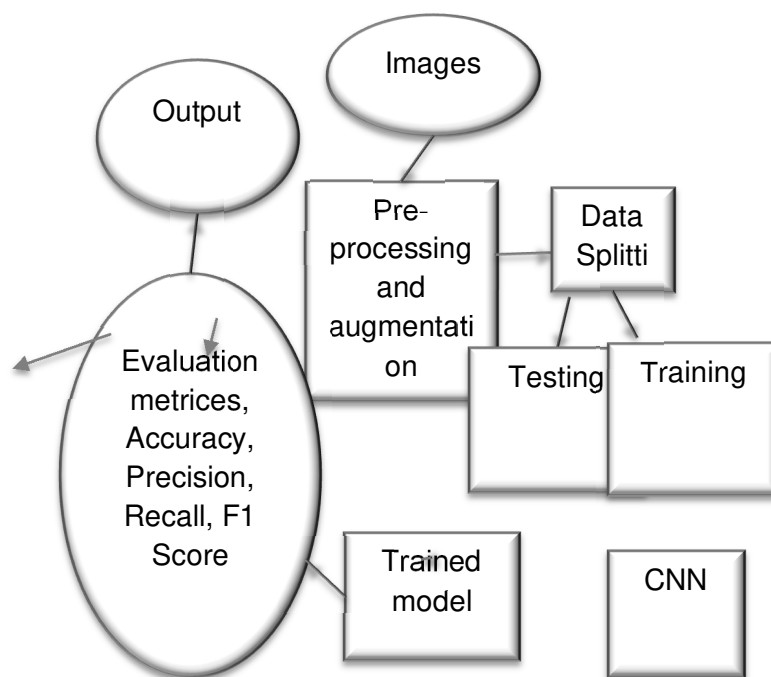 Images
Output
Pre-
processing
and
augmentati
on
Data
Splitti
Testing
Training
Evaluation
metrices,
Accuracy,
Precision,
Recall, F1
Score
Trained
model
CNN